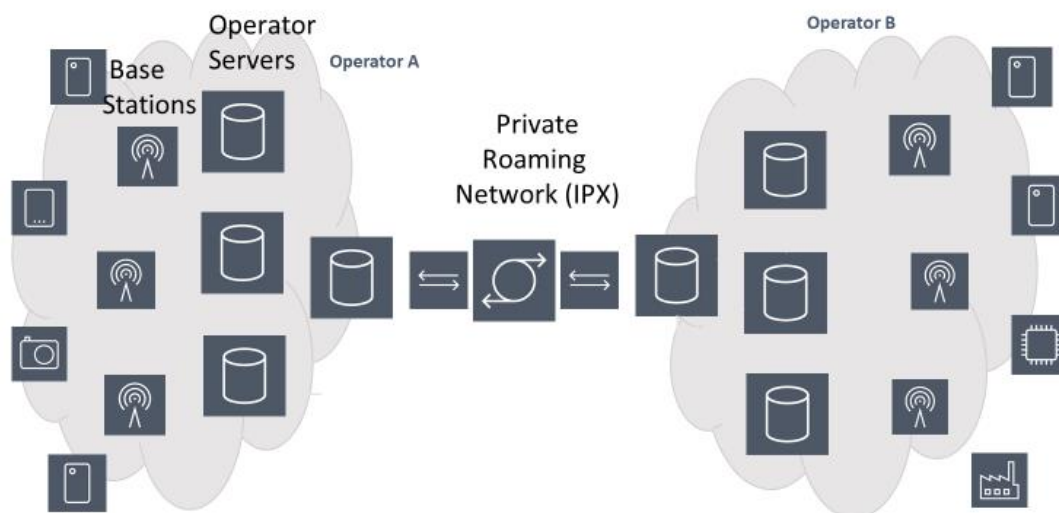 Operator
Servers
Operator A
Operator B
Base
Stations
Private
Roaming
Network (IPX)